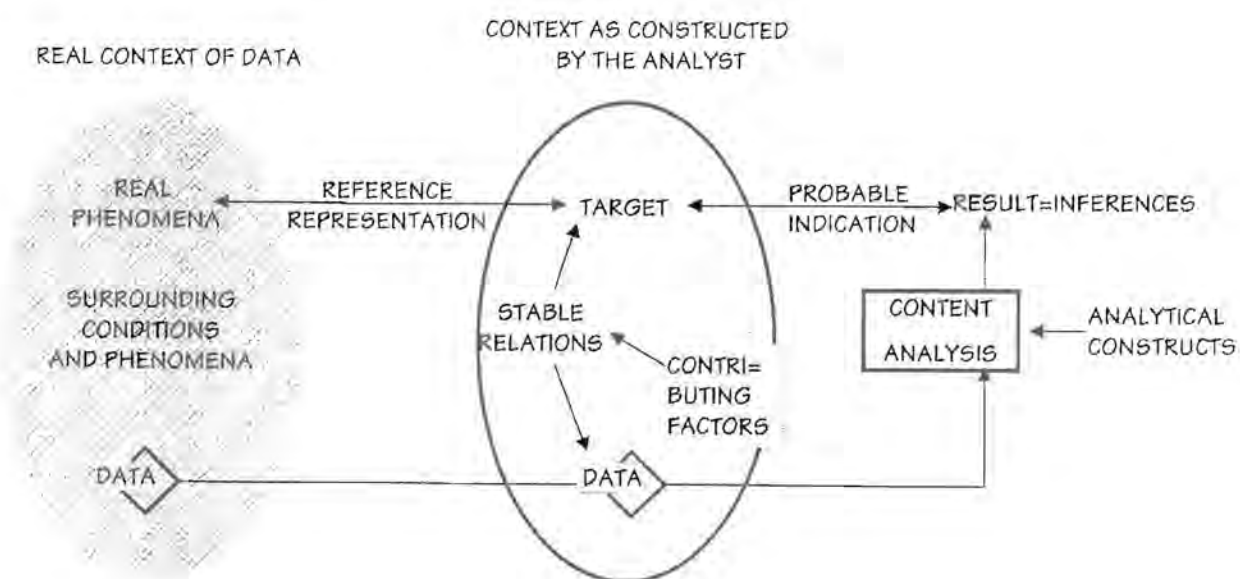 REAL CONTEXT OF DATA
CONTEXT AS CONSTRUCTED
BY THE ANALYST
REAL
PHENOMENA
REFERENCE
REPRESENTATION
TARGET
PROBABLE
INDICATION
RESULT=INFERENCES
SURROUNDING
CONDITIONS
AND PHENOMENA
STABLE
RELATIONS
CONTRI=
BUTING
FACTORS
CONTENT
ANALYSIS
ANALYTICAL
CONSTRUCTS
DATA
DATA